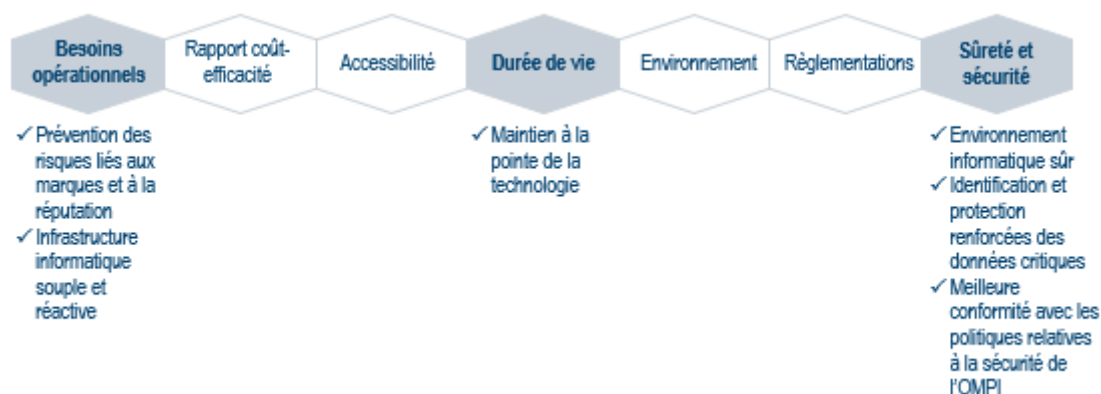 Besoins
opérationnels
Rapport coût-
efficacité
Accessibilité
Durée de vie
Environnement
Règlementations
Sûreté et
sécurité
✓ Prévention des
risques liés aux
marques et à la
réputation
✓ Infrastructure
informatique
souple et
réactive
✓ Maintien à la
pointe de la
technologie
✓ Environnement
informatique sûr
✓ Identification et
protection
renforcées des
données critiques
✓ Meilleure
conformité avec les
politiques relatives
à la sécurité de
l'OMPI